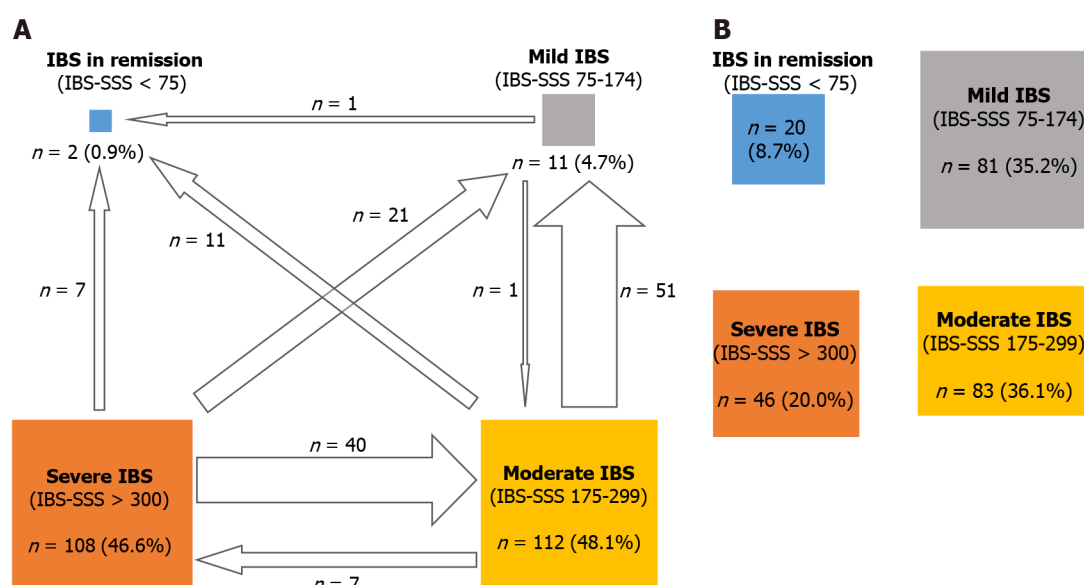 A
IBS in remission
(IBS-SSS < 75)
Mild IBS
(IBS-SSS 75-174)
n = 1
n = 2 (0.9%)
n = 11 (4.7%)
n = 21
n = 11
n = 7
n = 1
n = 51
Severe IBS
(IBS-SSS > 300)
n = 108 (46.6%)
n = 40
Moderate IBS
(IBS-SSS 175-299)
n = 112 (48.1%)
n = 7
B
IBS in remission
(IBS-SSS < 75)
n = 20
(8.7%)
Mild IBS
(IBS-SSS 75-174)
n = 81 (35.2%)
Severe IBS
(IBS-SSS > 300)
n = 46 (20.0%)
Moderate IBS
(IBS-SSS 175-299)
n = 83 (36.1%)